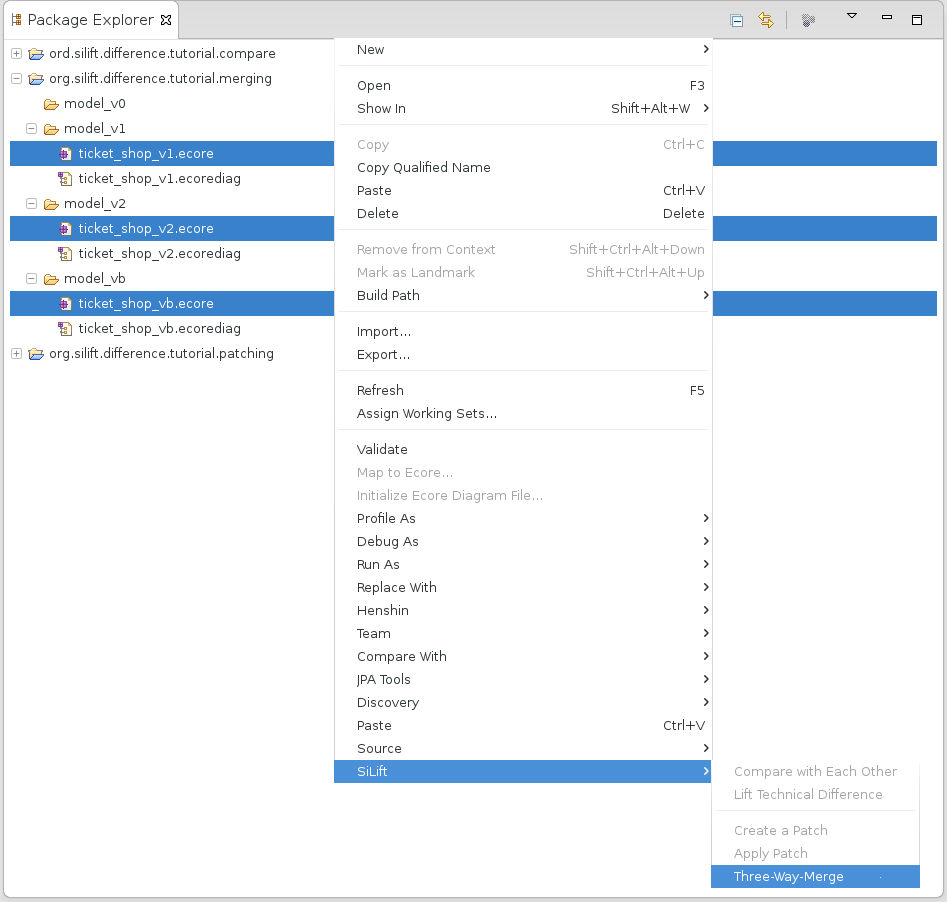 Package Explorer
ord.silift.difference.tutorial.compare
org.silift.difference.tutorial.merging
model_v0
model_v1
ticket_shop_v1.ecore
ticket_shop_v1.ecorediag
model_v2
ticket_shop_v2.ecore
ticket_shop_v2.ecorediag
model_vb
ticket_shop_vb.ecore
ticket_shop_vb.ecorediag
org.silift.difference.tutorial.patching
New
Open F3
Show In Shift+Alt+W
Copy Ctrl+C
Copy Qualified Name
Paste Ctrl+V
Delete Delete
Remove from Context Shift+Ctrl+Alt+Down
Mark as Landmark Shift+Ctrl+Alt+Up
Build Path
Import...
Export...
Refresh F5
Assign Working Sets...
Validate
Map to Ecore...
Initialize Ecore Diagram File...
Profile As
Debug As
Run As
Replace With
Henshin
Team
Compare With
JPA Tools
Discovery
Paste Ctrl+V
Source
SiLift
Compare with Each Other
Lift Technical Difference
Create a Patch
Apply Patch
Three-Way-Merge